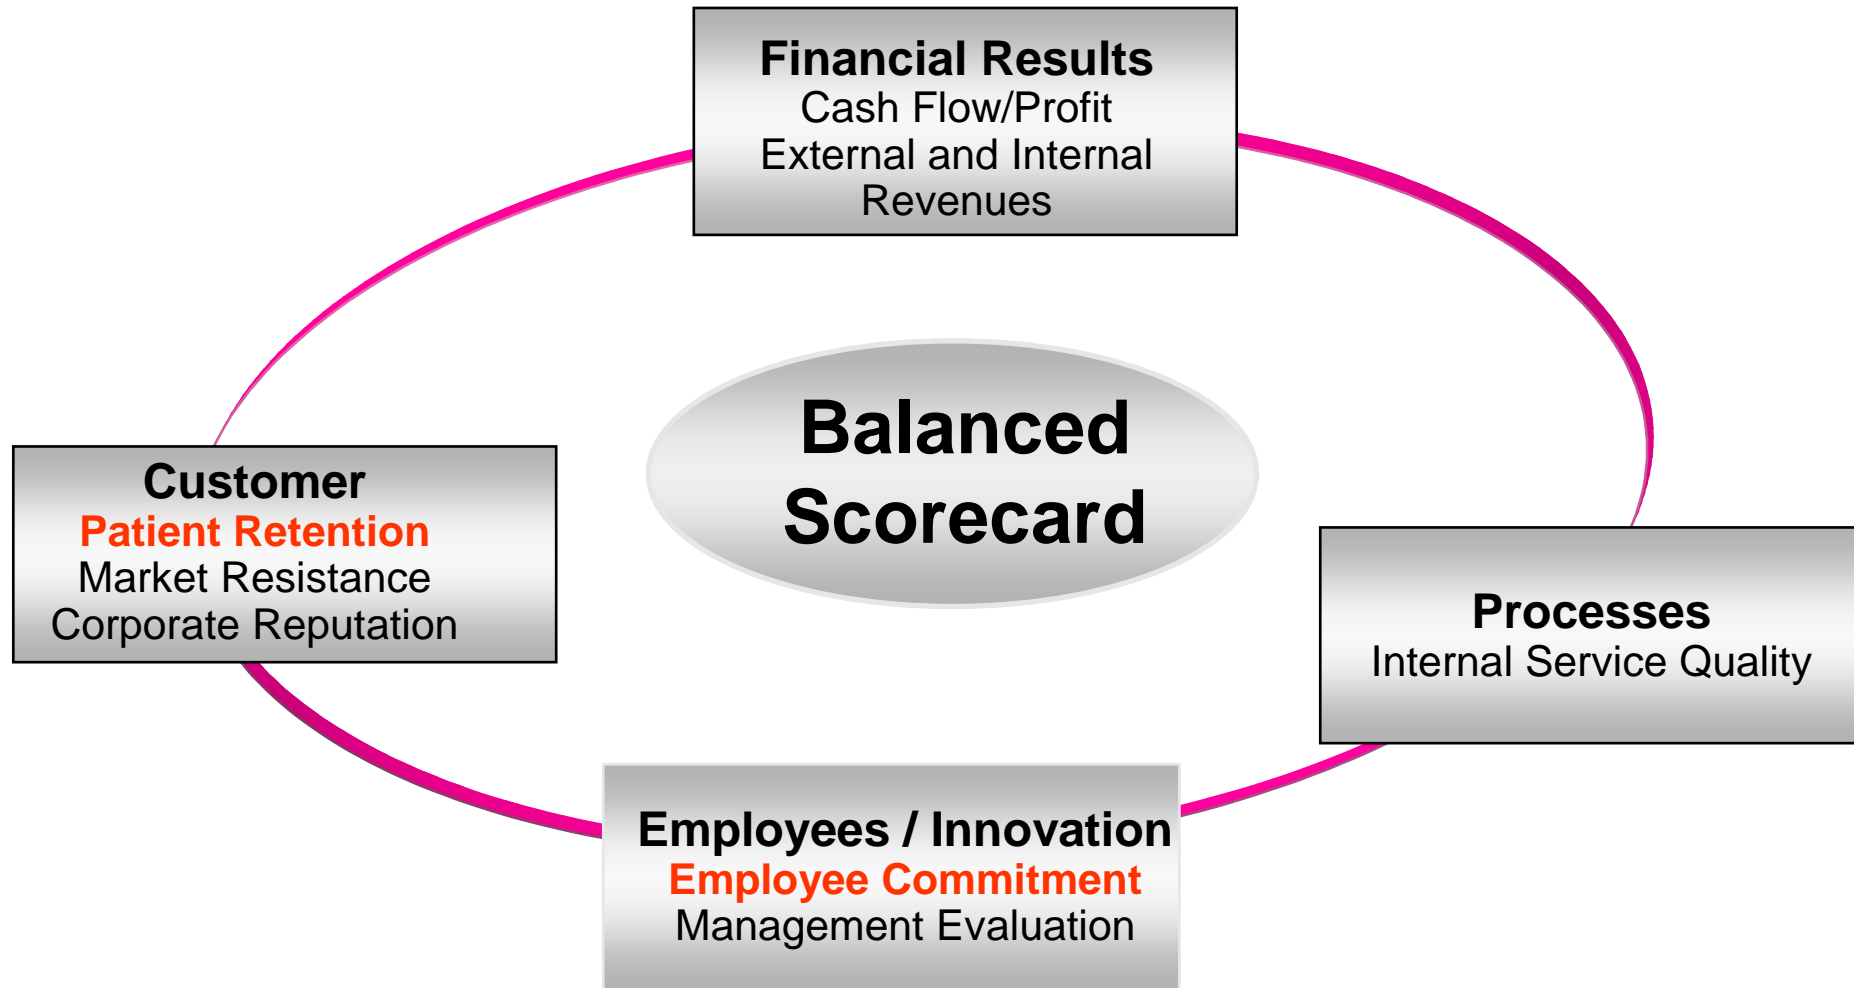 Financial Results
Cash Flow/Profit
External and Internal
Revenues
Balanced
Scorecard
Customer
Patient Retention
Market Resistance
Corporate Reputation
Processes
Internal Service Quality
Employees / Innovation
Employee Commitment
Management Evaluation